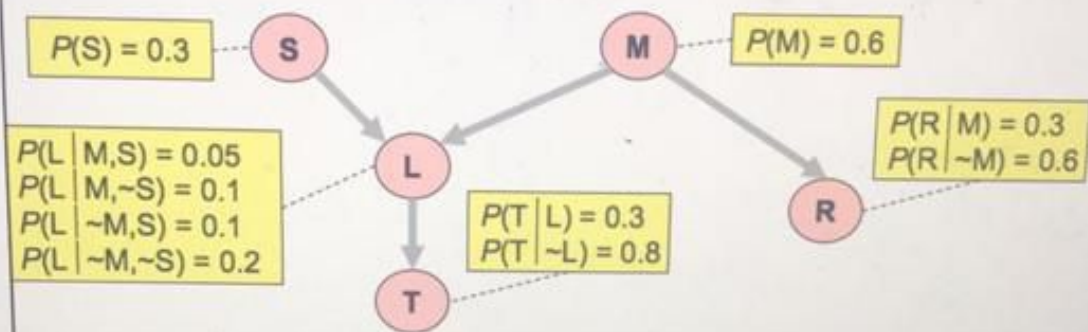 P(S) = 0.3
S
M
P(M) = 0.6
P(L | M,S) = 0.05
P(L | M,~S) = 0.1
P(L | ~M,S) = 0.1
P(L | ~M,~S) = 0.2
L
P(R | M) = 0.3
P(R | ~M) = 0.6
R
P(T | L) = 0.3
P(T | ~L) = 0.8
T